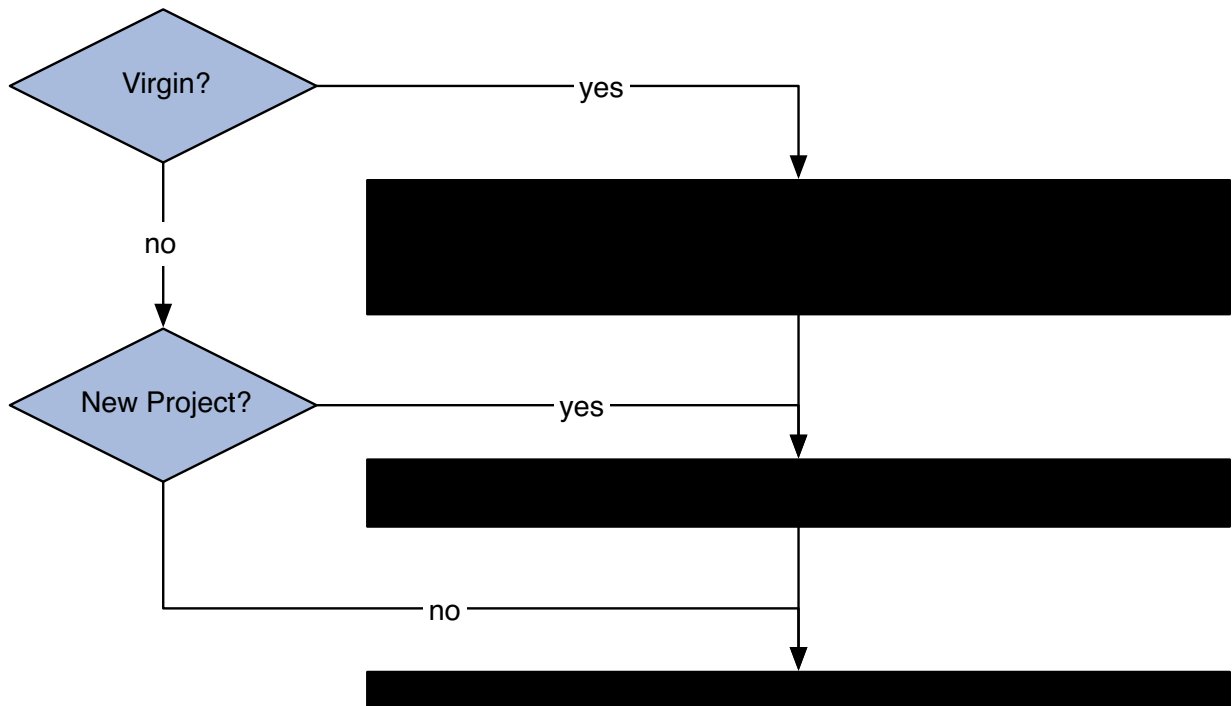 Virgin?
yes
no
New Project?
yes
no